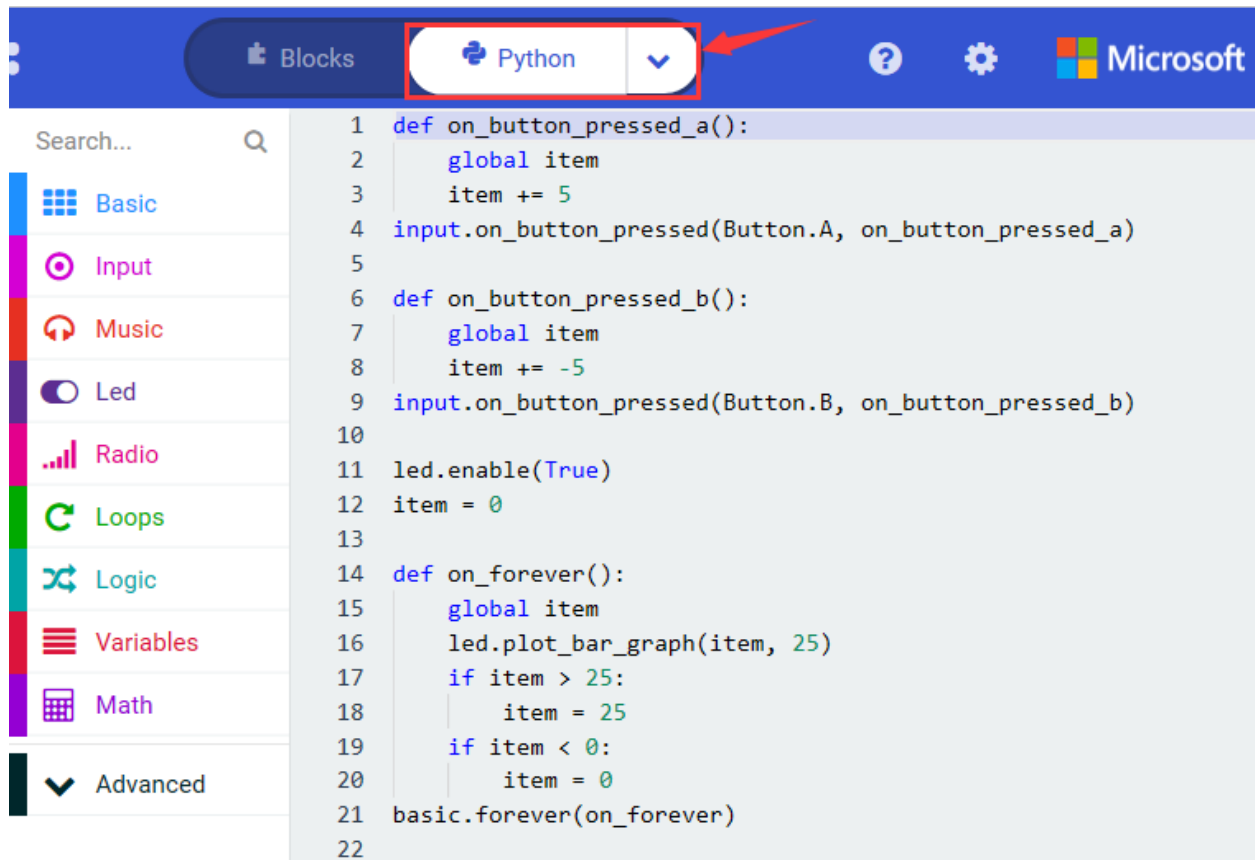 Blocks
Python
Microsoft
Search...
Basic
Input
Music
Led
Radio
Loops
Logic
Variables
Math
Advanced
1 def on_button_pressed_a():
2     global item
3     item += 5
4 input.on_button_pressed(Button.A, on_button_pressed_a)
5
6 def on_button_pressed_b():
7     global item
8     item += -5
9 input.on_button_pressed(Button.B, on_button_pressed_b)
10
11 led.enable(True)
12 item = 0
13
14 def on_forever():
15     global item
16     led.plot_bar_graph(item, 25)
17     if item > 25:
18         item = 25
19     if item < 0:
20         item = 0
21 basic.forever(on_forever)
22